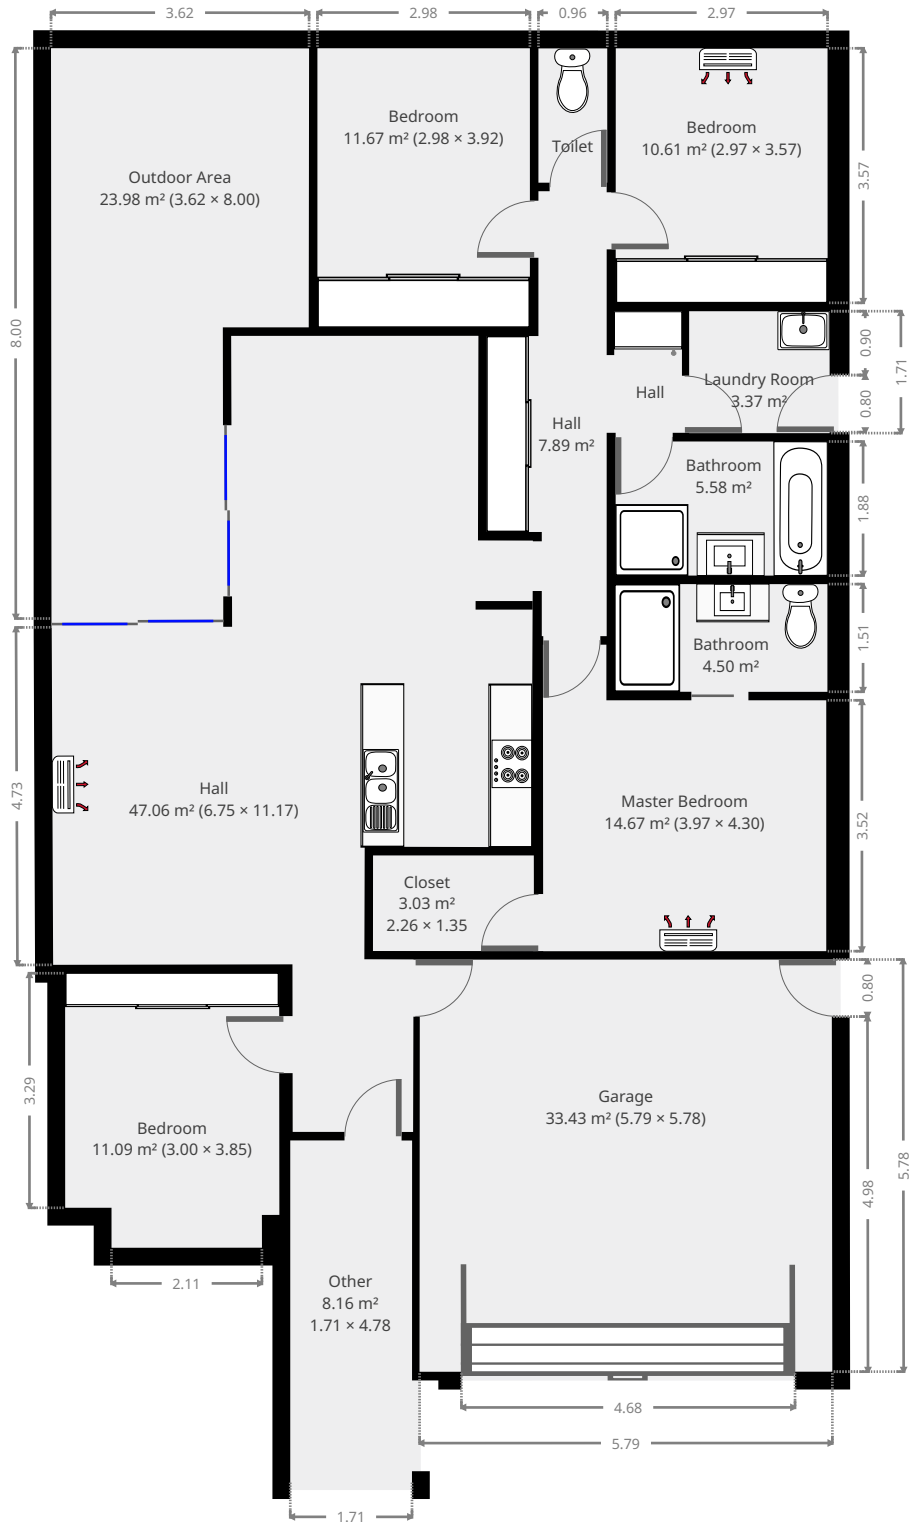 3.62
2.98
0.96
2.97
Bedroom
11.67 m² (2.98 × 3.92)
Toilet
Bedroom
10.61 m² (2.97 × 3.57)
3.57
Outdoor Area
23.98 m² (3.62 × 8.00)
8.00
0.90
1.71
Laundry Room
3.37 m²
0.80
Hall
Hall
7.89 m²
Bathroom
5.58 m²
1.88
Bathroom
4.50 m²
1.51
Hall
47.06 m² (6.75 × 11.17)
4.73
Master Bedroom
14.67 m² (3.97 × 4.30)
3.52
Closet
3.03 m²
2.26 × 1.35
0.80
3.29
Bedroom
11.09 m² (3.00 × 3.85)
Garage
33.43 m² (5.79 × 5.78)
4.98
5.78
2.11
Other
8.16 m²
1.71 × 4.78
4.68
5.79
1.71